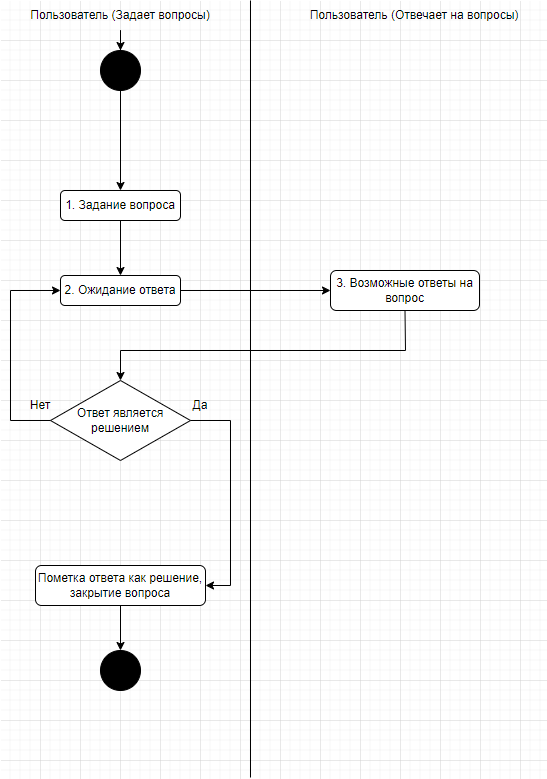 Пользователь (Задает вопросы)
Пользователь (Отвечает на вопросы)
1. Задание вопроса
2. Ожидание ответа
3. Возможные ответы на
вопрос
Нет
Ответ является
решением
Да
Пометка ответа как решение,
закрытие вопроса